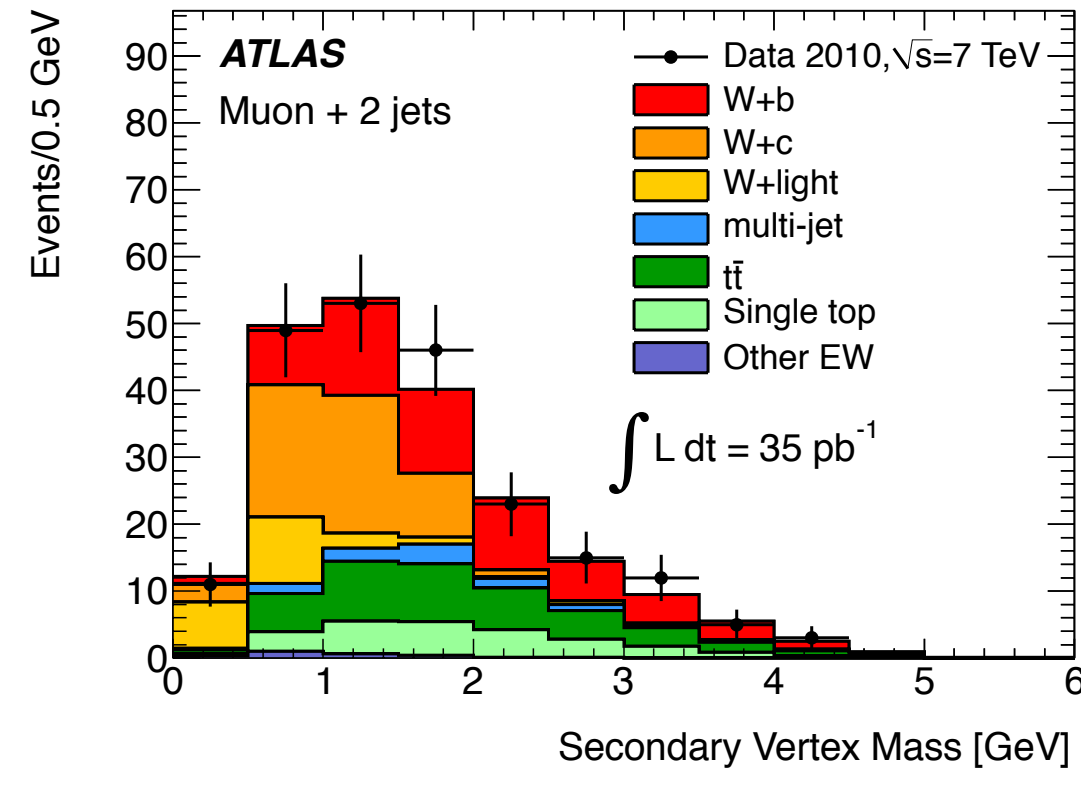 Events/0.5 GeV
90
80
70
60
50
40
30
20
10
0
ATLAS
Muon + 2 jets
Data 2010,√s=7 TeV
W+b
W+c
W+light
multi-jet
tt̄
Single top
Other EW
∫ L dt = 35 pb⁻¹
0 1 2 3 4 5 6
Secondary Vertex Mass [GeV]